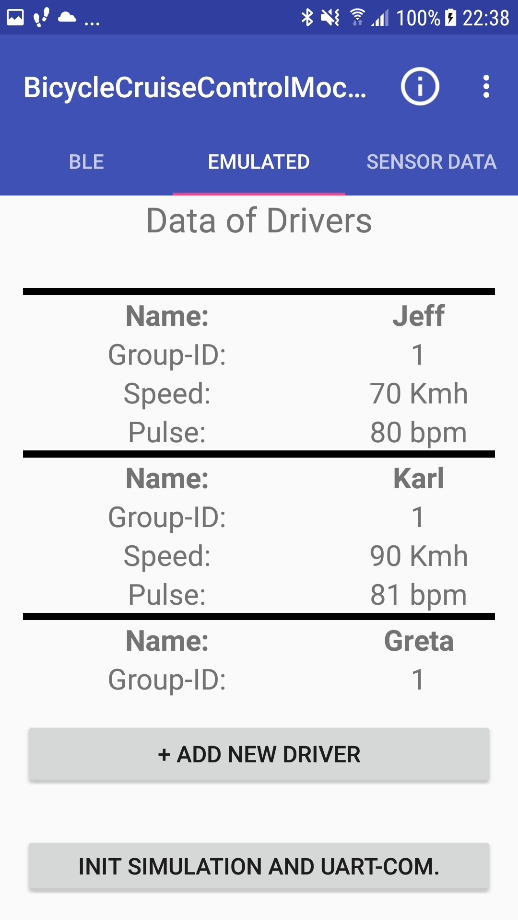 ... 100% 22:38
BicycleCruiseControlMoc...
BLE EMULATED SENSOR DATA
Data of Drivers
Name: Jeff
Group-ID: 1
Speed: 70 Kmh
Pulse: 80 bpm
Name: Karl
Group-ID: 1
Speed: 90 Kmh
Pulse: 81 bpm
Name: Greta
Group-ID: 1
+ ADD NEW DRIVER
INIT SIMULATION AND UART-COM.